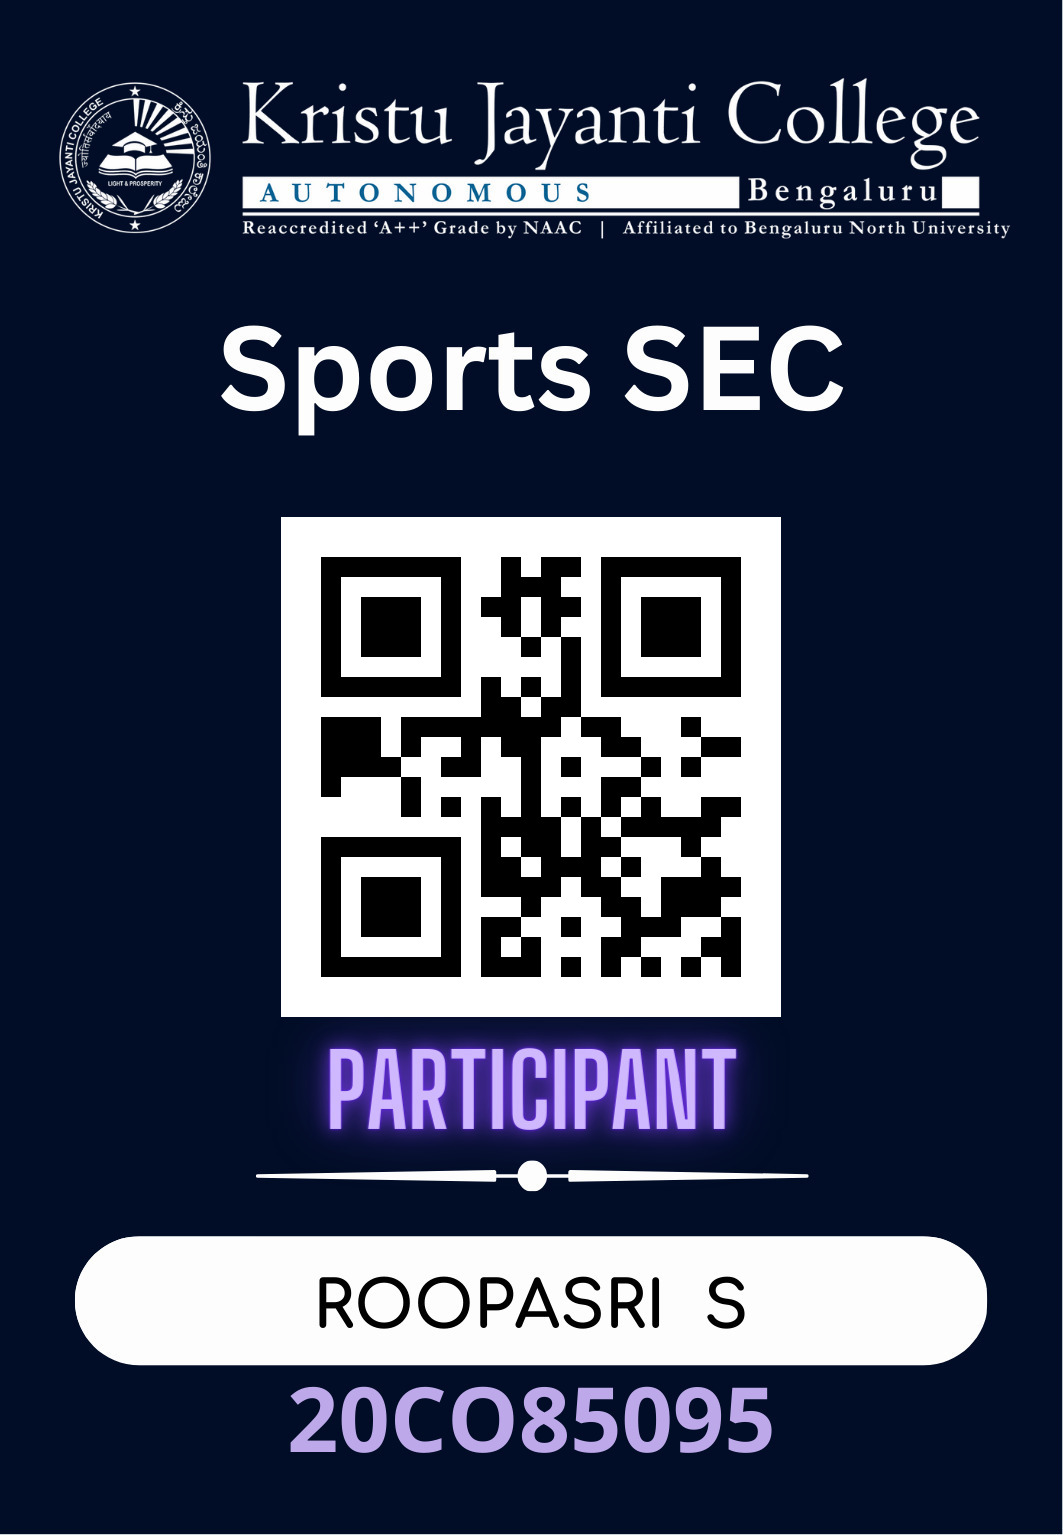 Kristu Jayanti College
AUTONOMOUS Bengaluru
Reaccredited ‘A++’ Grade by NAAC | Affiliated to Bengaluru North University
KRISTU JAYANTI COLLEGE
LIGHT & PROSPERITY
Sports SEC
PARTICIPANT
ROOPASRI S
20CO85095